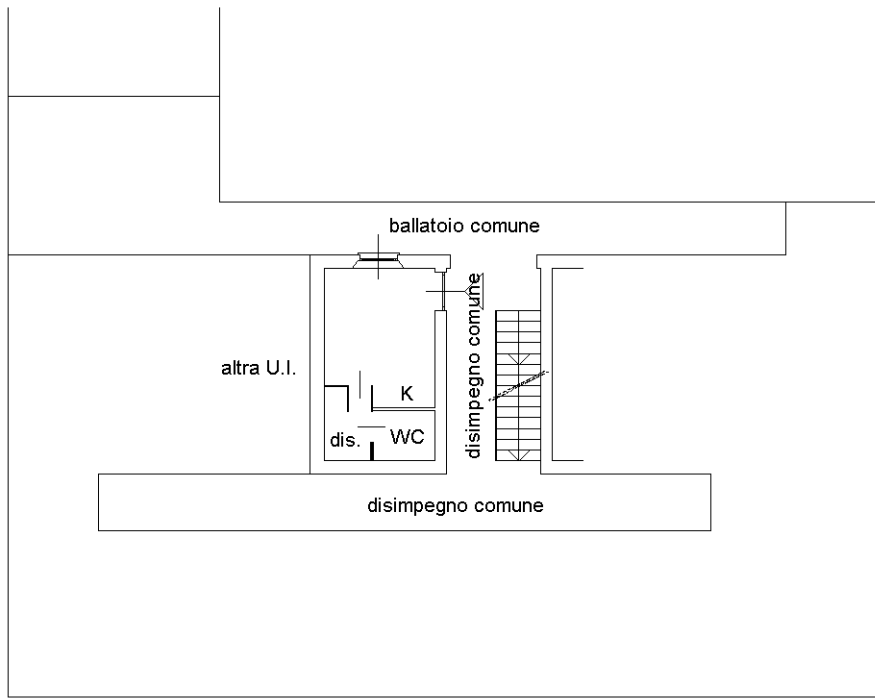 ballatoio comune
disimpegno comune
altra U.I.
K
dis.
WC
disimpegno comune